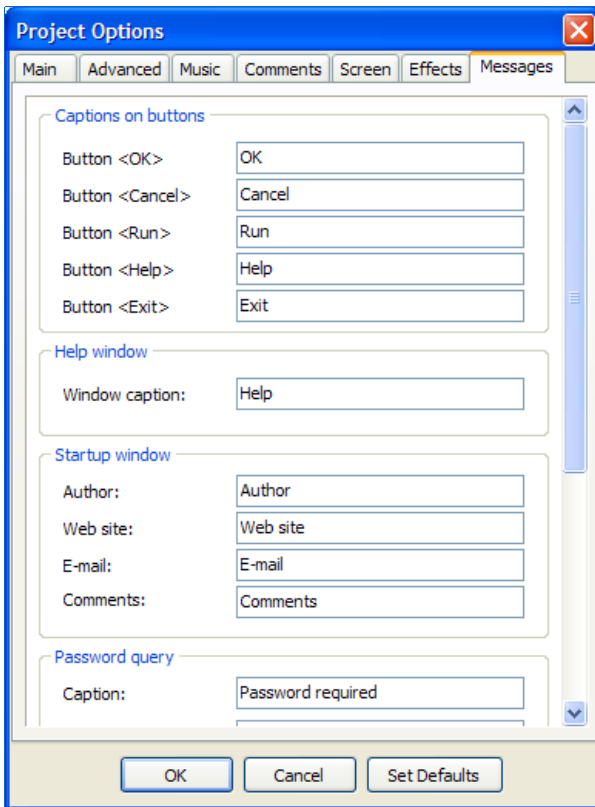 Project Options
Main Advanced Music Comments Screen Effects Messages
Captions on buttons
Button <OK> OK
Button <Cancel> Cancel
Button <Run> Run
Button <Help> Help
Button <Exit> Exit
Help window
Window caption: Help
Startup window
Author: Author
Web site: Web site
E-mail: E-mail
Comments: Comments
Password query
Caption: Password required
OK Cancel Set Defaults